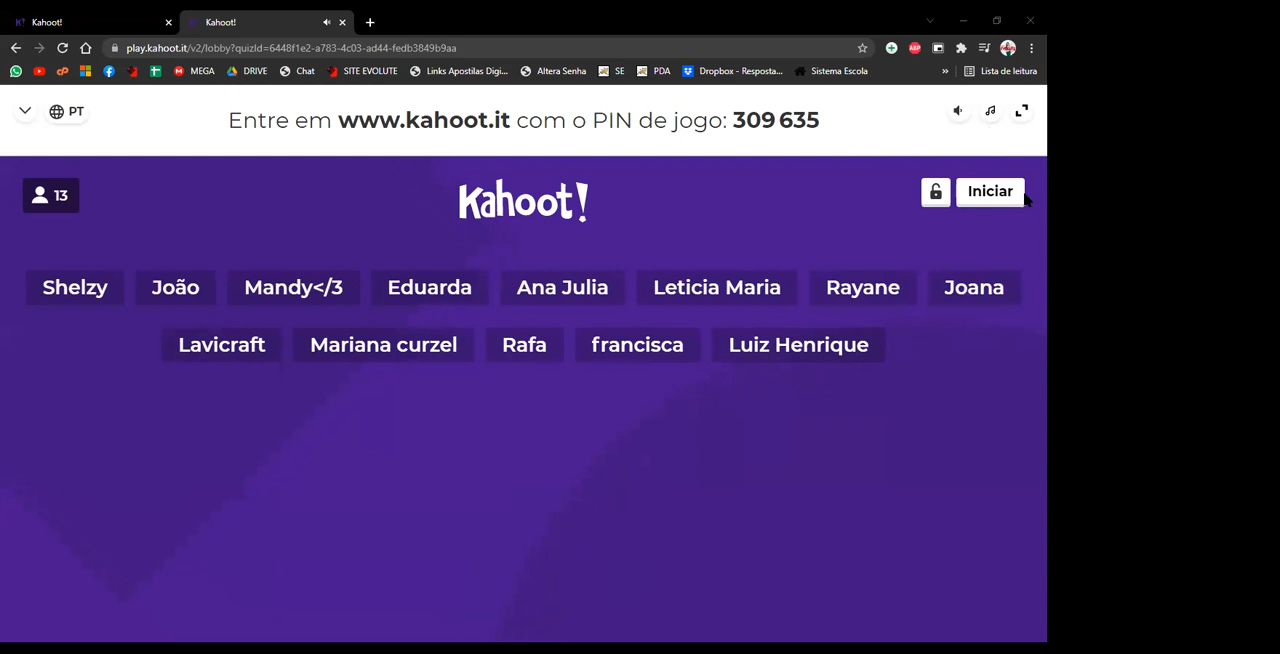 Kahoot! Kahoot!
play.kahoot.it/v2/lobby?quizId=6448f1e2-a783-4c03-ad44-fedb3849b9aa ABP
MEGA DRIVE Chat SITE EVOLUTE Links Apostilas Digi... Altera Senha SE PDA Dropbox - Resposta... Sistema Escola » Lista de leitura
PT Entre em www.kahoot.it com o PIN de jogo: 309 635
13 Kahoot! Iniciar
Shelzy João Mandy</3 Eduarda Ana Julia Leticia Maria Rayane Joana
Lavicraft Mariana curzel Rafa francisca Luiz Henrique